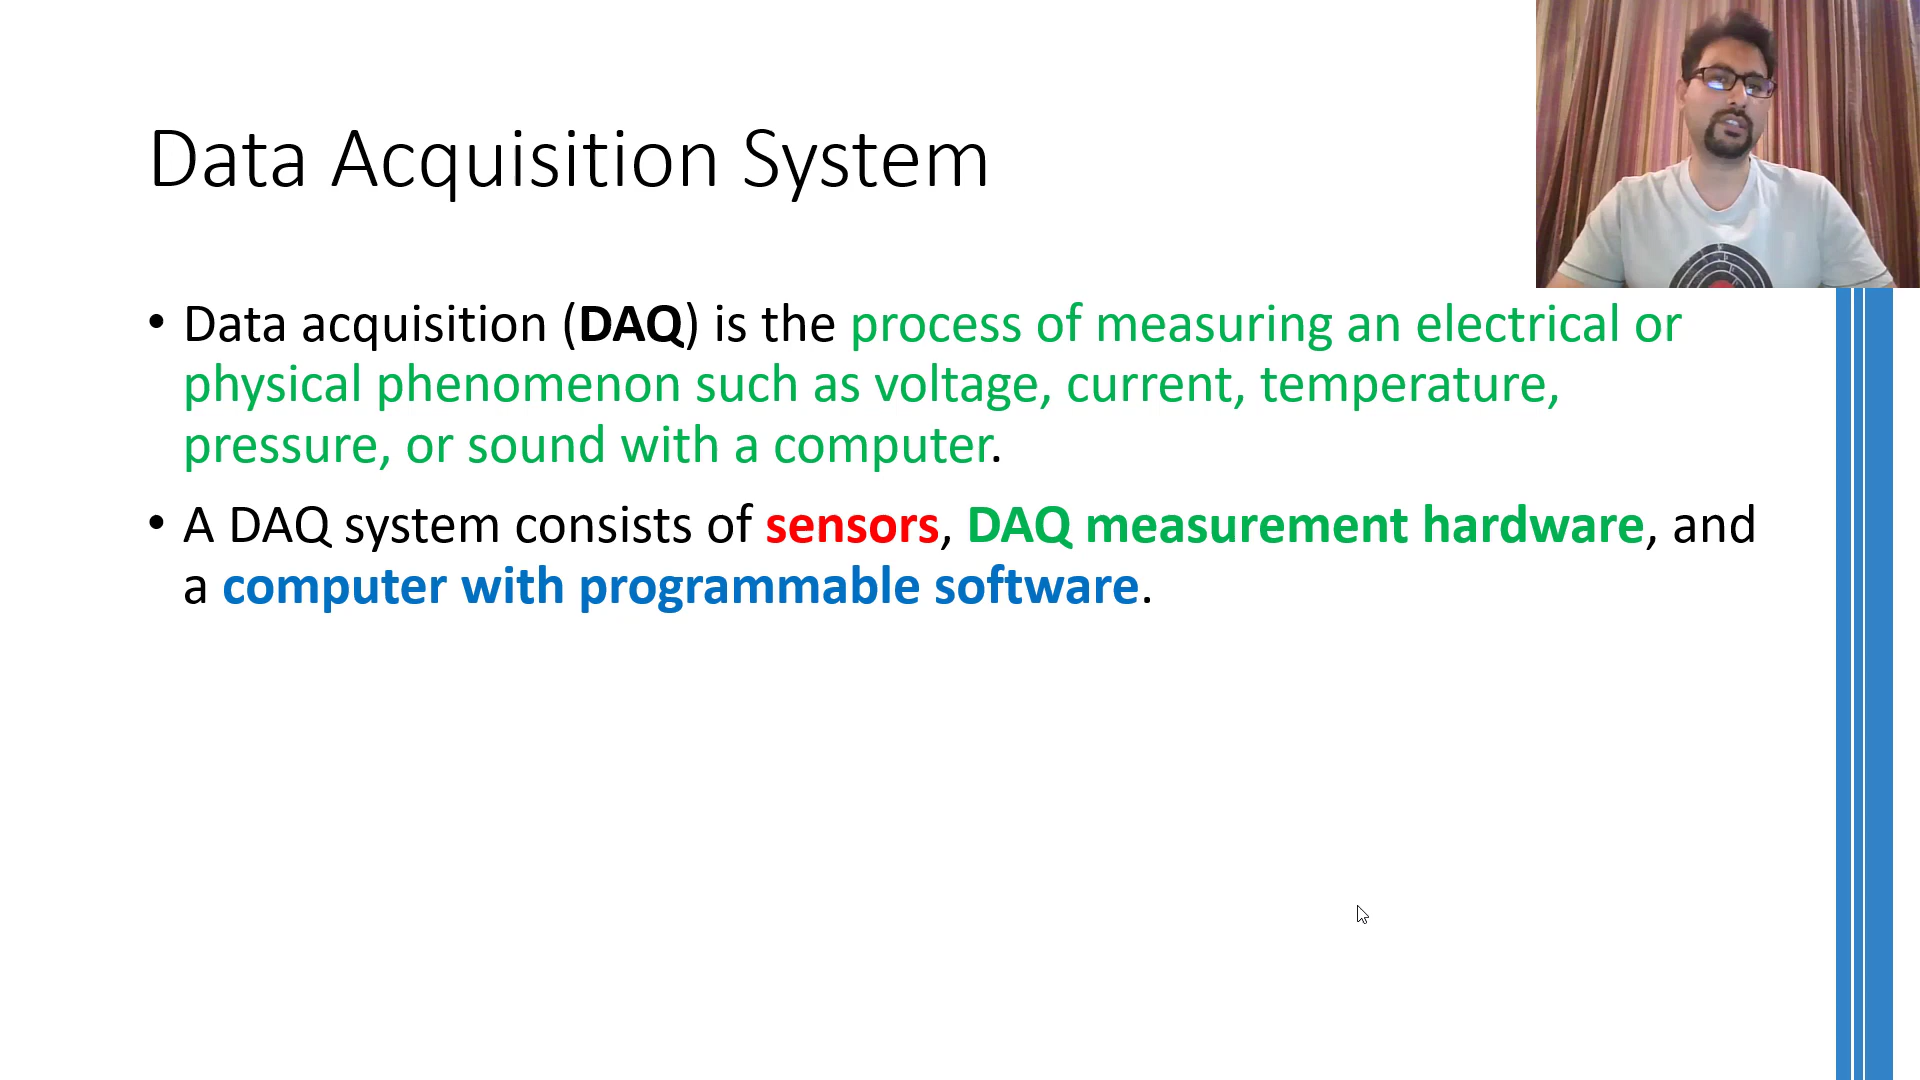 Data Acquisition System
• Data acquisition (DAQ) is the process of measuring an electrical or
physical phenomenon such as voltage, current, temperature,
pressure, or sound with a computer.
• A DAQ system consists of sensors, DAQ measurement hardware, and
a computer with programmable software.